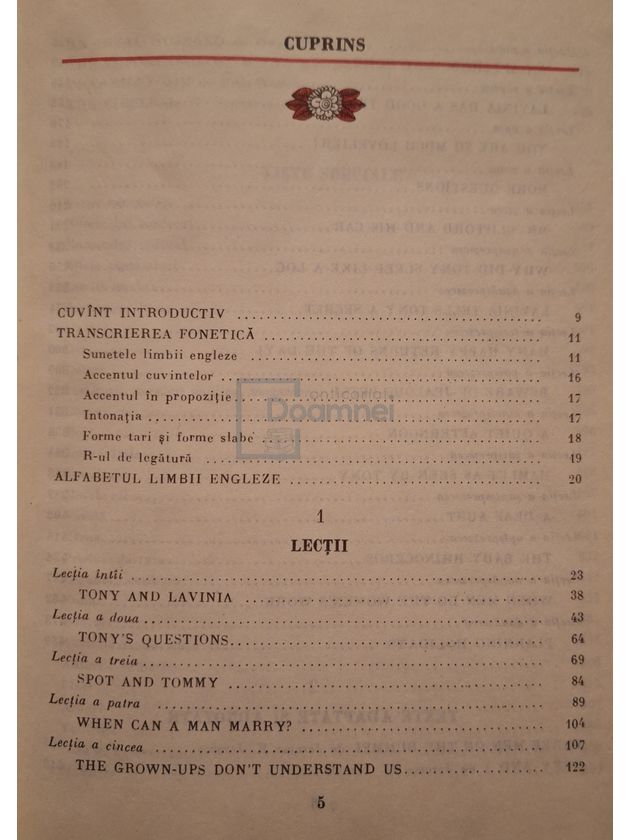 CUPRINS
CUVÎNT INTRODUCTIV ........ 9
TRANSCRIEREA FONETICĂ ........ 11
Sunetele limbii engleze ........ 11
Accentul cuvintelor ........ 16
Accentul în propoziție ........ 17
Intonația ........ 17
Forme tari și forme slabe ........ 18
R-ul de legătură ........ 19
ALFABETUL LIMBII ENGLEZE ........ 20
anticariatul
Doamnei
1
LECȚII
Lecția întîi ........ 23
TONY AND LAVINIA ........ 38
Lecția a doua ........ 43
TONY'S QUESTIONS ........ 64
Lecția a treia ........ 69
SPOT AND TOMMY ........ 84
Lecția a patra ........ 89
WHEN CAN A MAN MARRY? ........ 104
Lecția a cincea ........ 107
THE GROWN-UPS DON'T UNDERSTAND US ........ 122
5